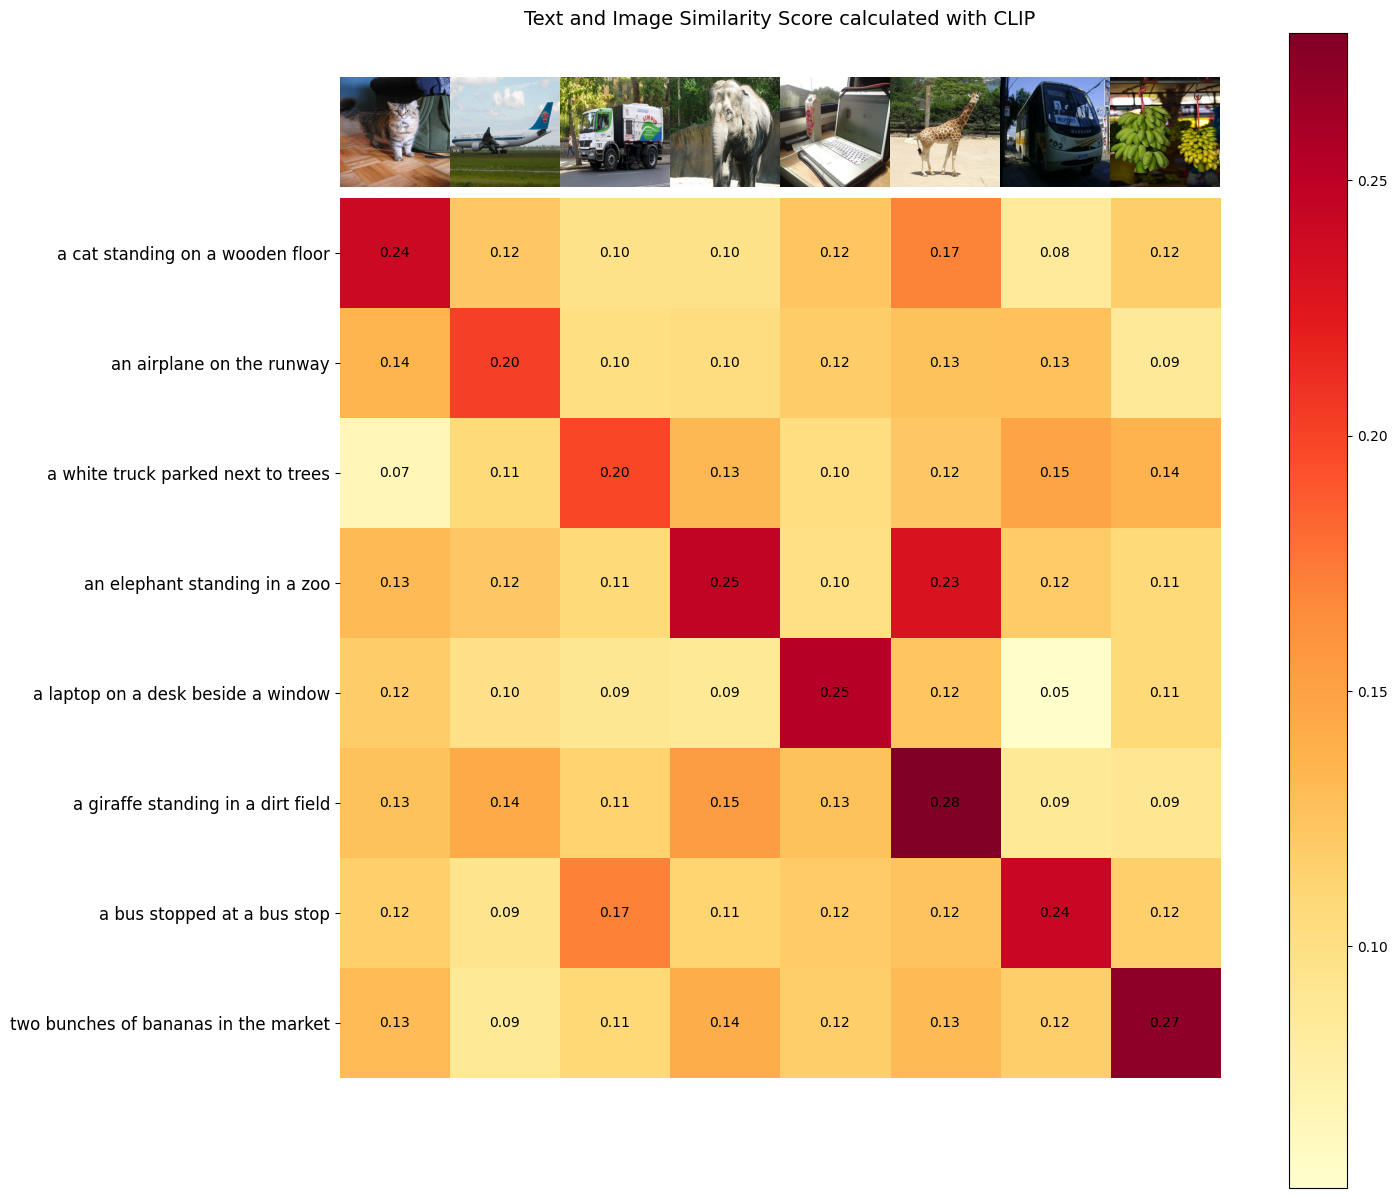 Text and Image Similarity Score calculated with CLIP
a cat standing on a wooden floor 0.24 0.12 0.10 0.10 0.12 0.17 0.08 0.12
an airplane on the runway 0.14 0.20 0.10 0.10 0.12 0.13 0.13 0.09
a white truck parked next to trees 0.07 0.11 0.20 0.13 0.10 0.12 0.15 0.14
an elephant standing in a zoo 0.13 0.12 0.11 0.25 0.10 0.23 0.12 0.11
a laptop on a desk beside a window 0.12 0.10 0.09 0.09 0.25 0.12 0.05 0.11
a giraffe standing in a dirt field 0.13 0.14 0.11 0.15 0.13 0.28 0.09 0.09
a bus stopped at a bus stop 0.12 0.09 0.17 0.11 0.12 0.12 0.24 0.12
two bunches of bananas in the market 0.13 0.09 0.11 0.14 0.12 0.13 0.12 0.27
0.25
0.20
0.15
0.10